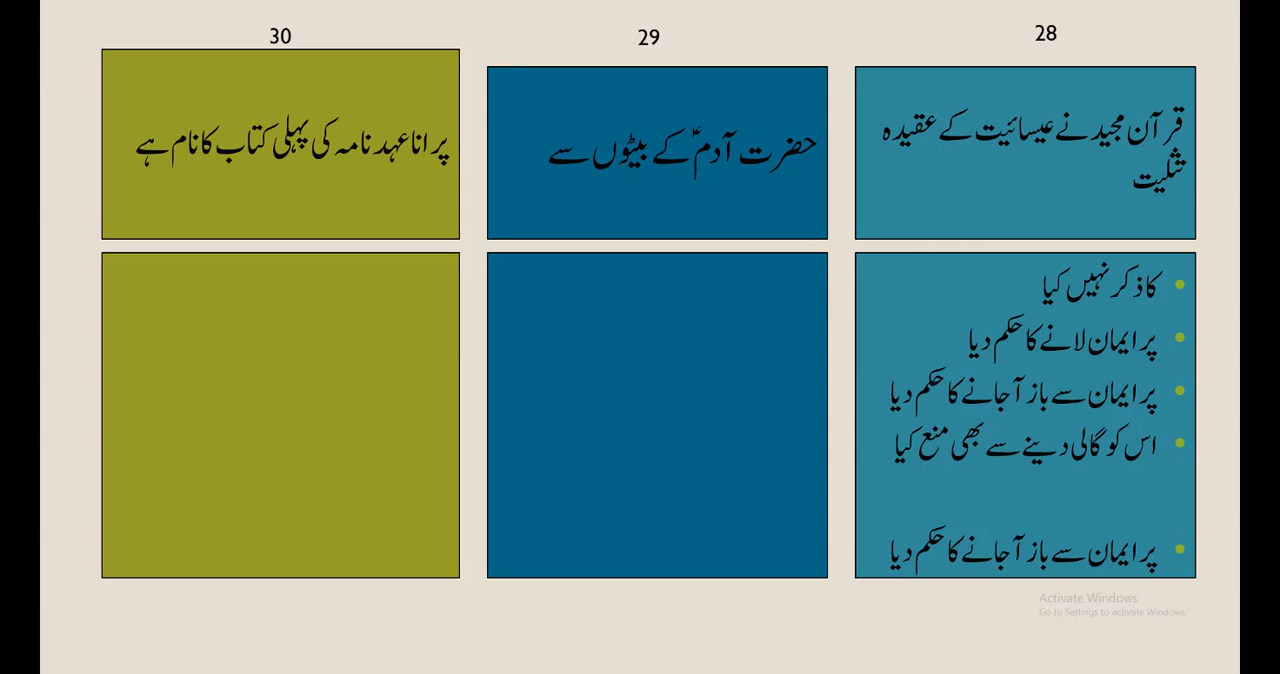 28
قرآن مجید نے عیسائیت کے عقیدہ
تثلیت
کا ذکر نہیں کیا
پر ایمان لانے کا حکم دیا
پر ایمان سے باز آجانے کا حکم دیا
اس کو گالی دینے سے بھی منع کیا
پر ایمان سے باز آجانے کا حکم دیا
29
حضرت آدمؑ کے بیٹوں سے
30
پرانا عہد نامہ کی پہلی کتاب کا نام ہے
Activate Windows
Go to Settings to activate Windows.